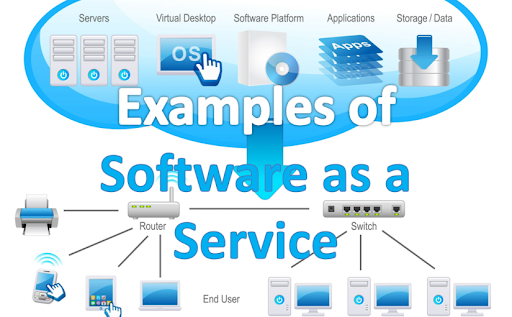 Servers Virtual Desktop Software Platform Applications Storage / Data
OS
Apps
Examples of
Software as a
Router
Switch
Service
End User